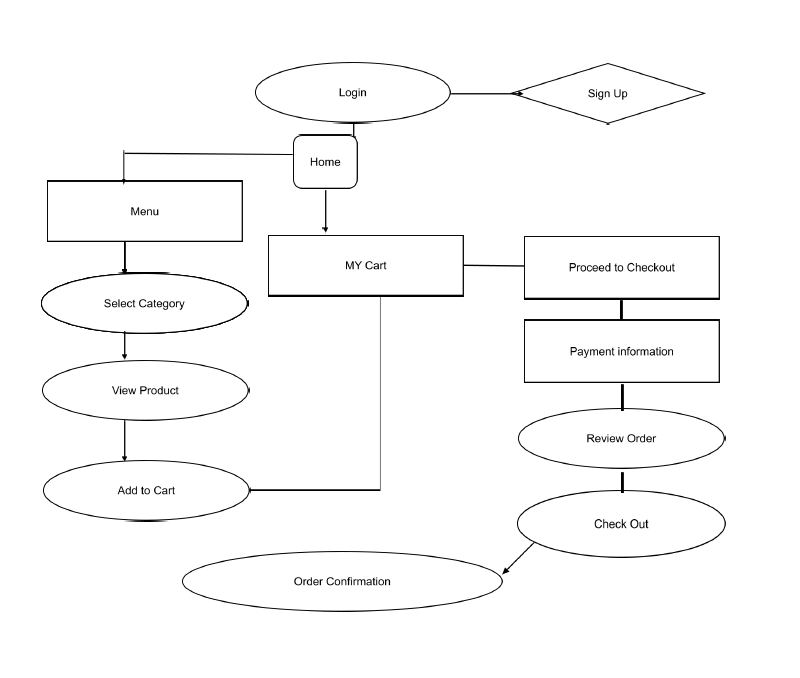 Login
Sign Up
Home
Menu
MY Cart
Proceed to Checkout
Select Category
Payment information
View Product
Review Order
Add to Cart
Check Out
Order Confirmation